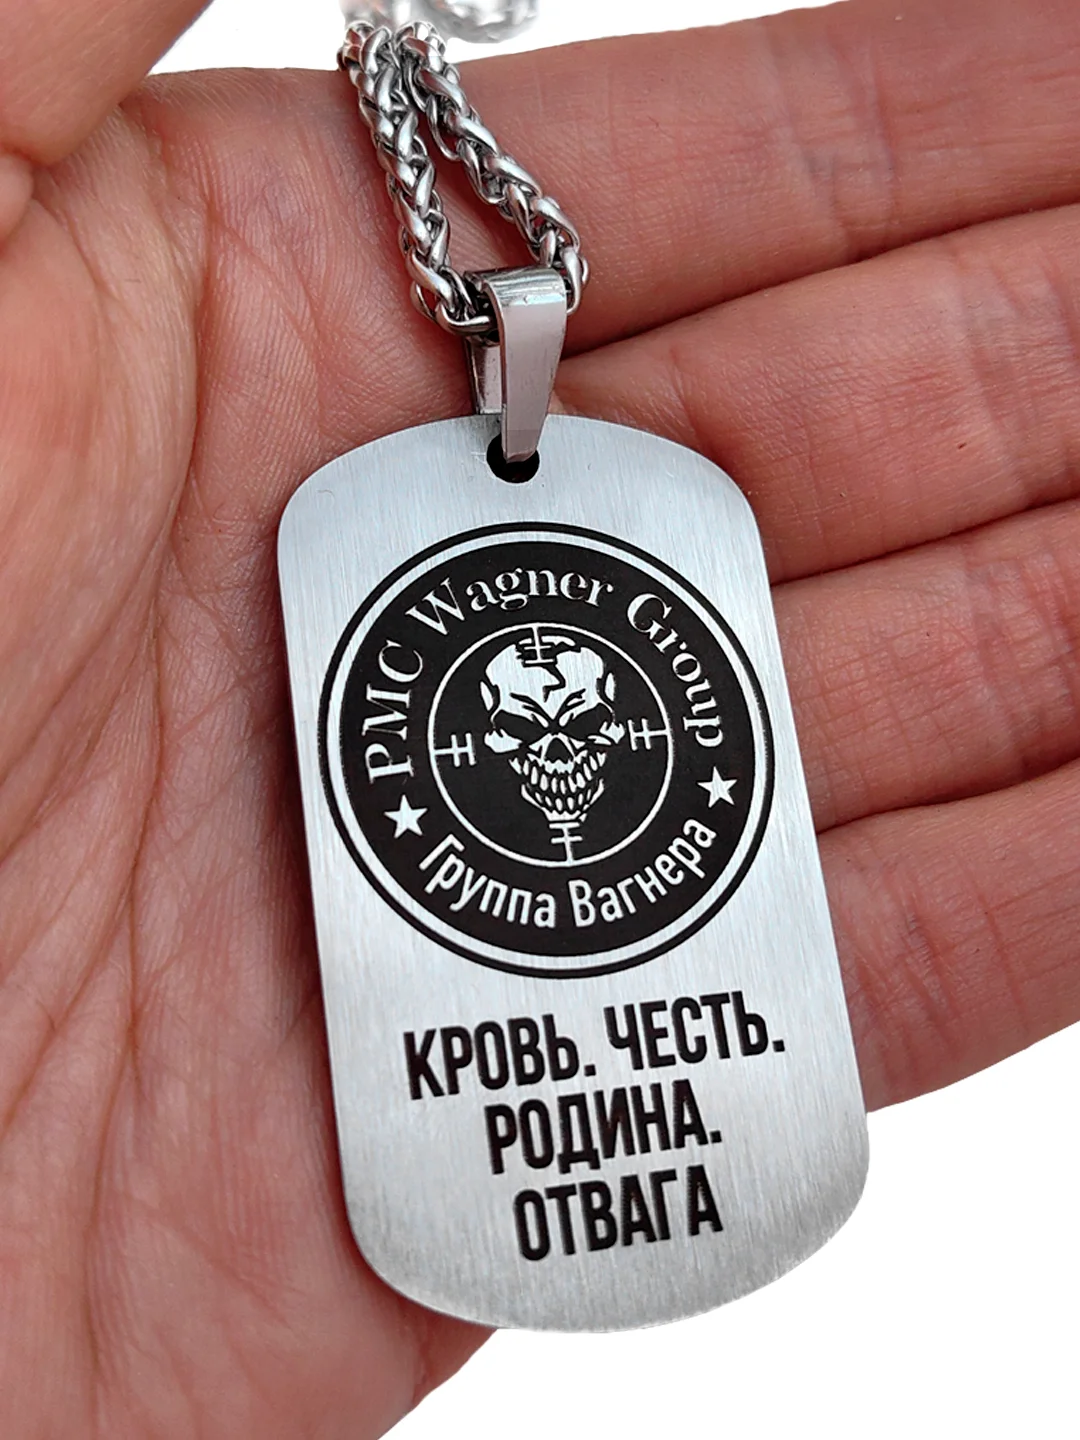 PMC Wagner Group
Группа Вагнера
КРОВЬ. ЧЕСТЬ.
РОДИНА.
ОТВАГА